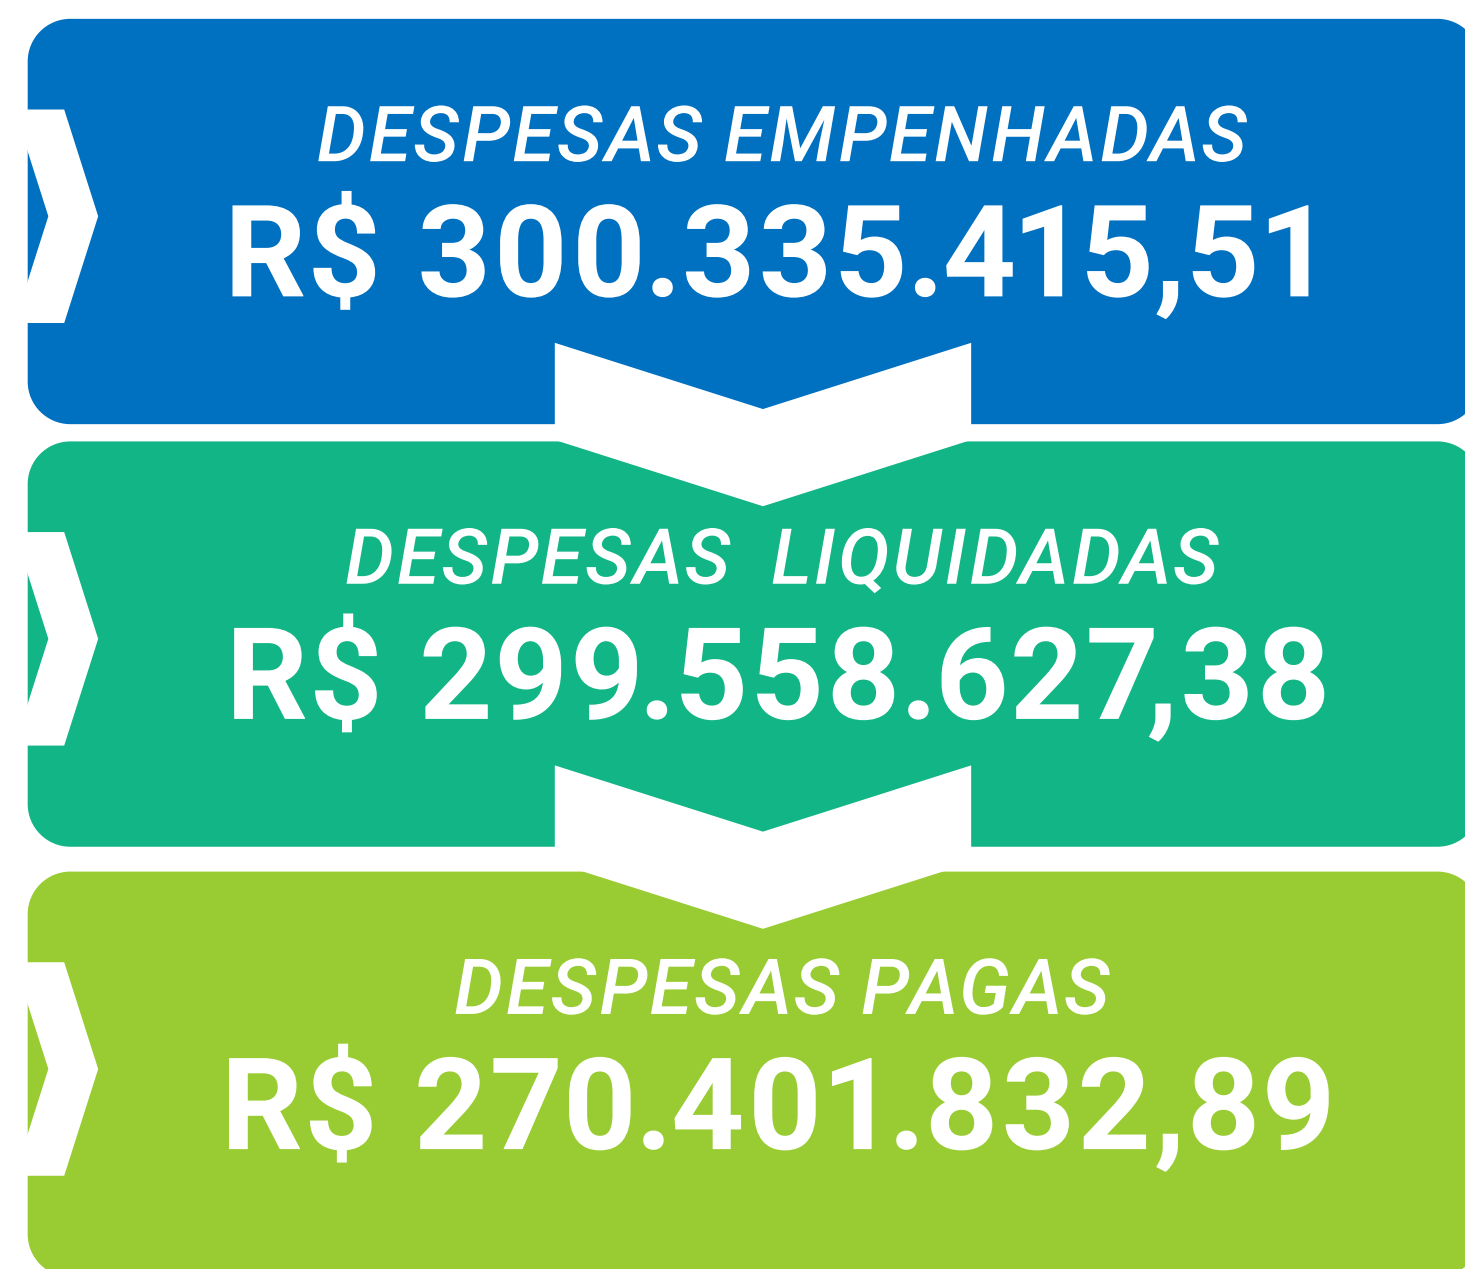 DESPESAS EMPENHADAS
R$ 300.335.415,51
DESPESAS LIQUIDADAS
R$ 299.558.627,38
DESPESAS PAGAS
R$ 270.401.832,89